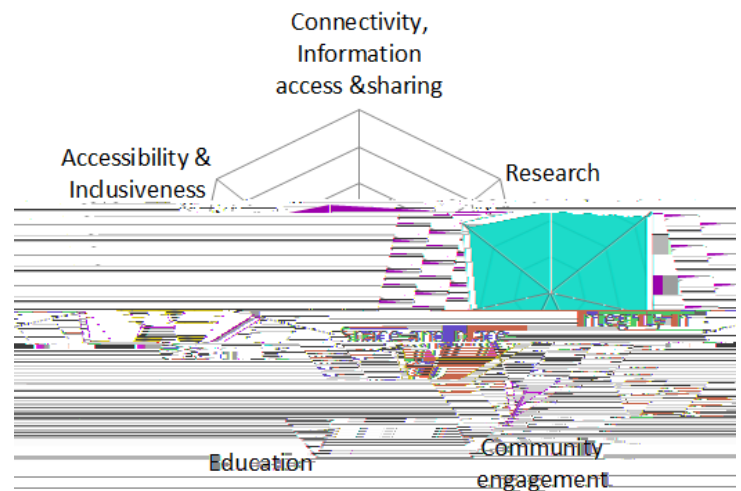 Connectivity,
Information
access &sharing
Accessibility &
Inclusiveness
Research
Education
Community
engagement